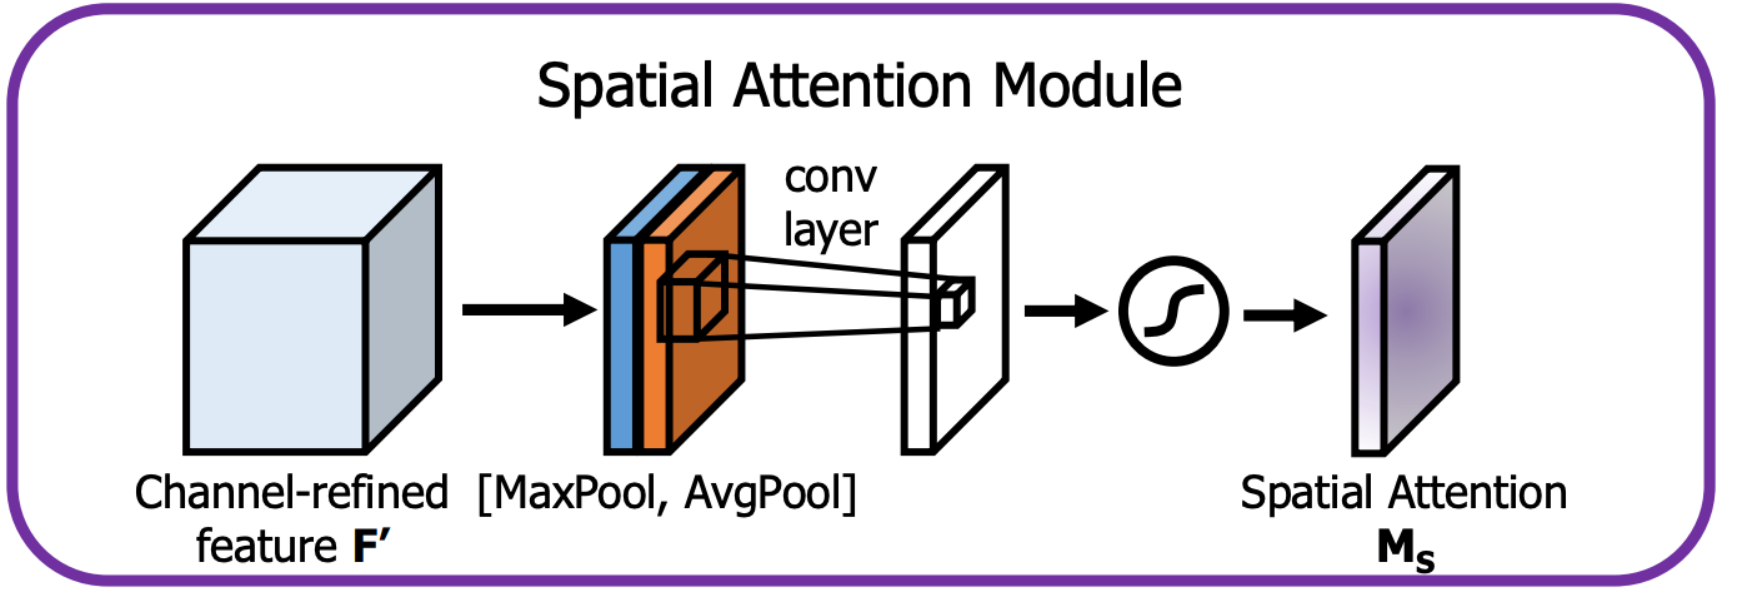 Spatial Attention Module
conv
layer
Channel-refined
feature F’
[MaxPool, AvgPool]
Spatial Attention
Ms